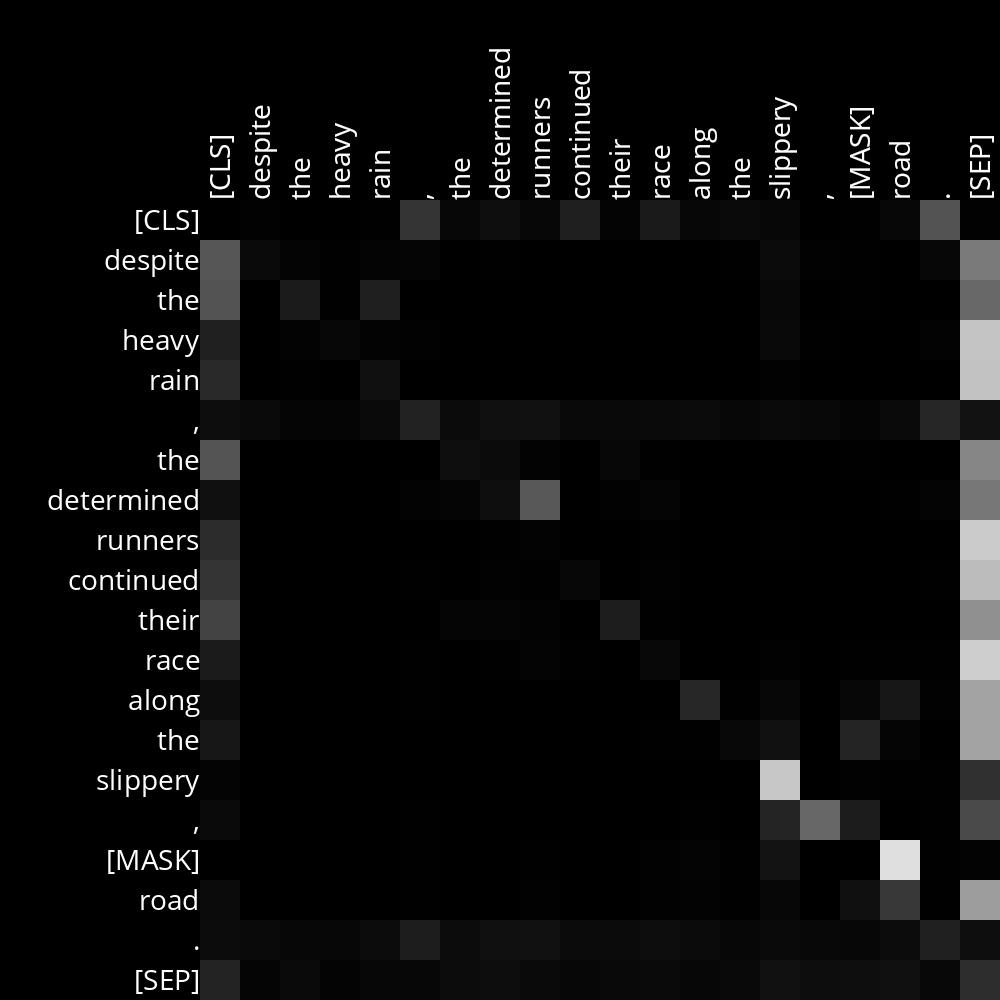 [CLS] despite the heavy rain , the determined runners continued their race along the slippery , [MASK] road . [SEP]
[CLS]
despite
the
heavy
rain
,
the
determined
runners
continued
their
race
along
the
slippery
,
[MASK]
road
.
[SEP]